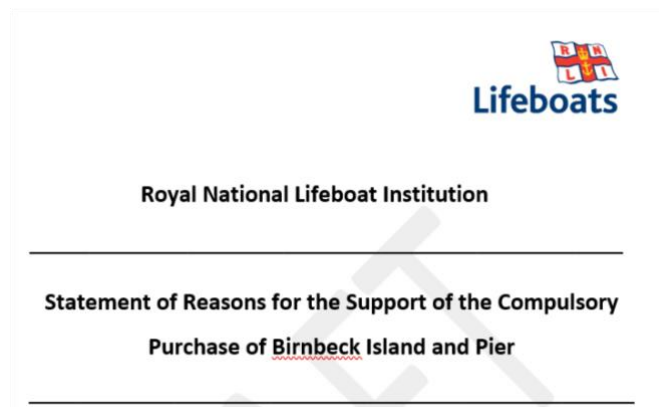 R N
L I
Lifeboats
Royal National Lifeboat Institution
Statement of Reasons for the Support of the Compulsory
Purchase of Birnbeck Island and Pier